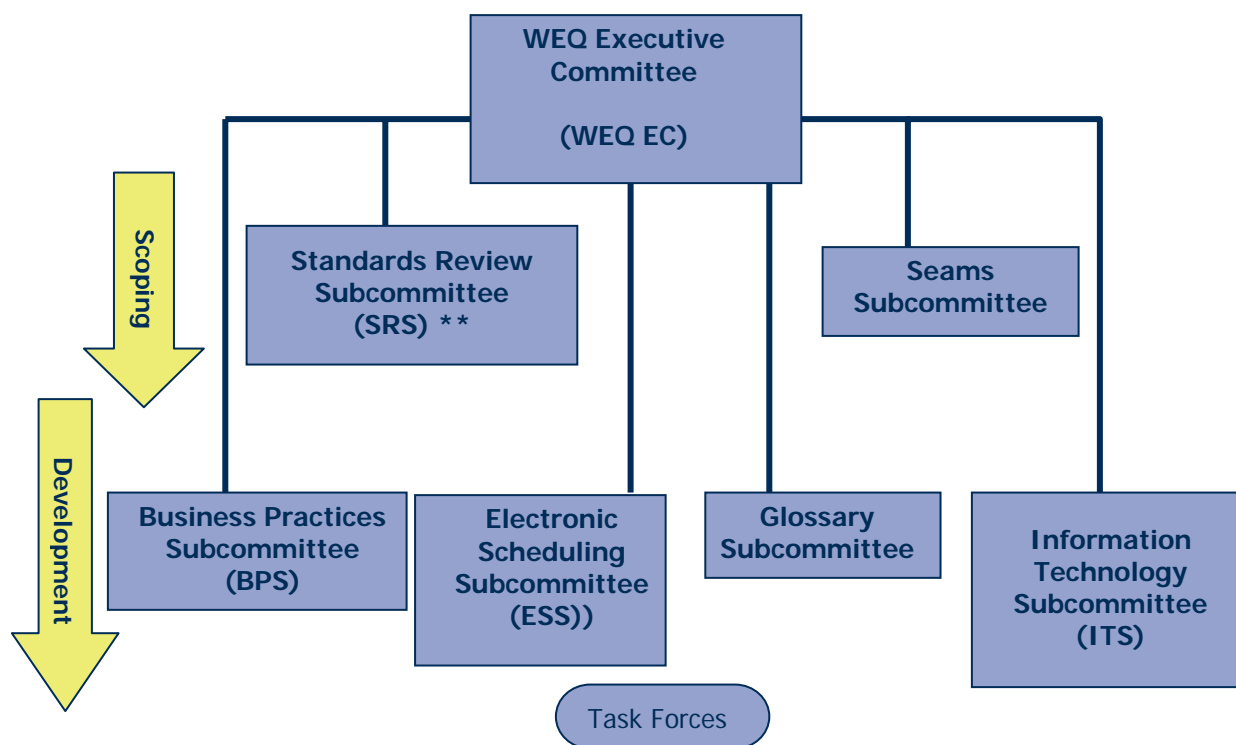 WEQ Executive
Committee
(WEQ EC)
Scoping
Standards Review
Subcommittee
(SRS) **
Seams
Subcommittee
Development
Business Practices
Subcommittee
(BPS)
Electronic
Scheduling
Subcommittee
(ESS))
Glossary
Subcommittee
Information
Technology
Subcommittee
(ITS)
Task Forces